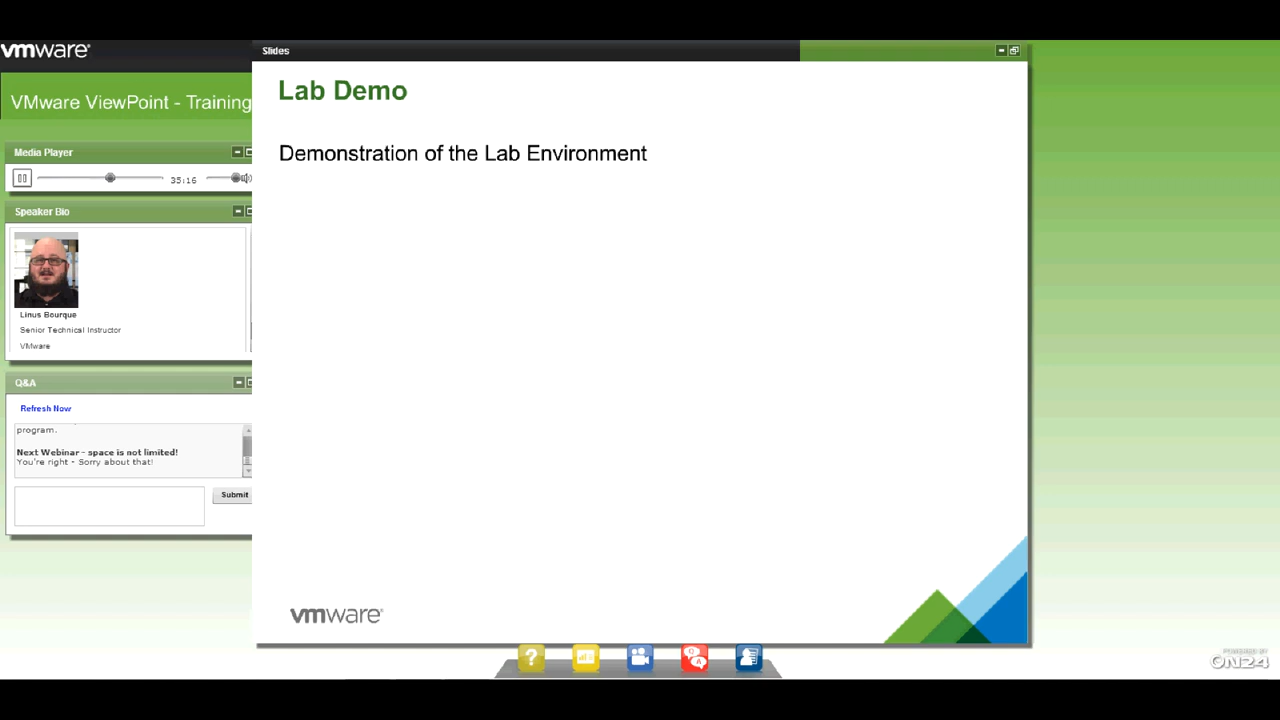 vmware®
Slides
VMware ViewPoint - Training
Lab Demo
Demonstration of the Lab Environment
Media Player
35:16
Speaker Bio
Linus Bourque
Senior Technical Instructor
VMware
Q&A
Refresh Now
program.
Next Webinar - space is not limited!
You're right - Sorry about that!
Submit
vmware®
?
Q
A
POWERED BY
ON24